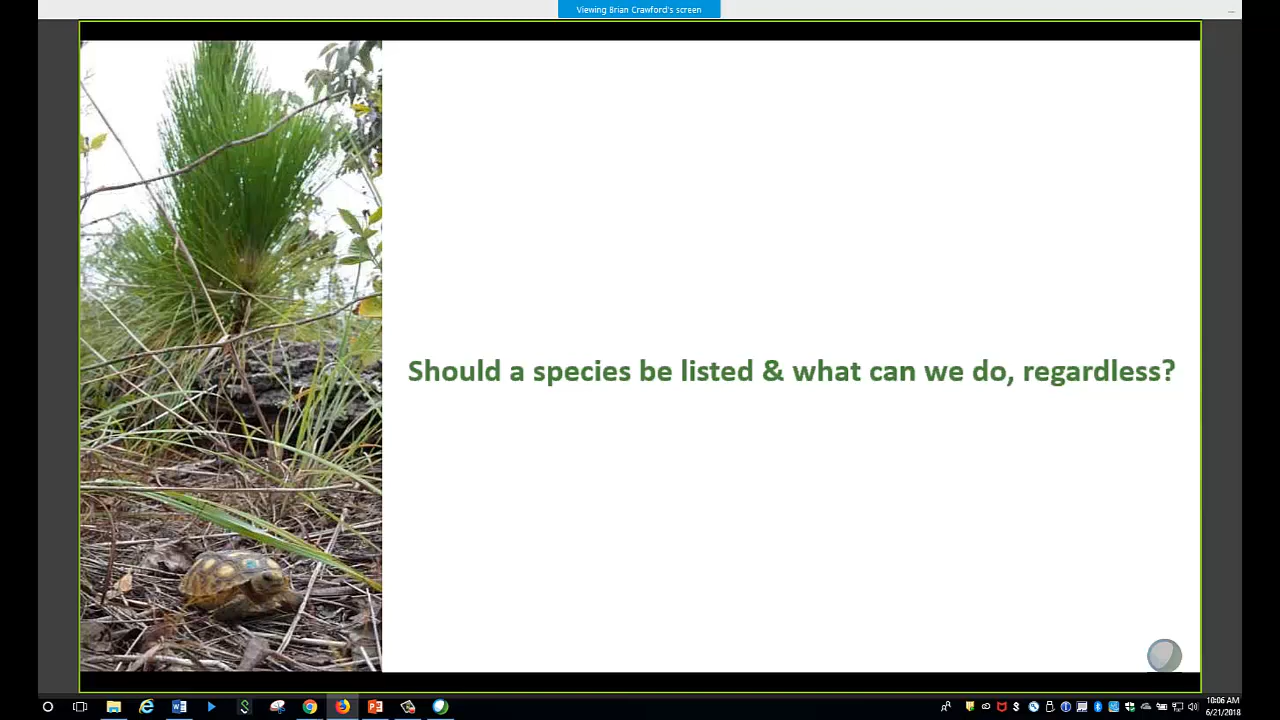 Viewing Brian Crawford's screen
Should a species be listed & what can we do, regardless?
10:06 AM
6/21/2018